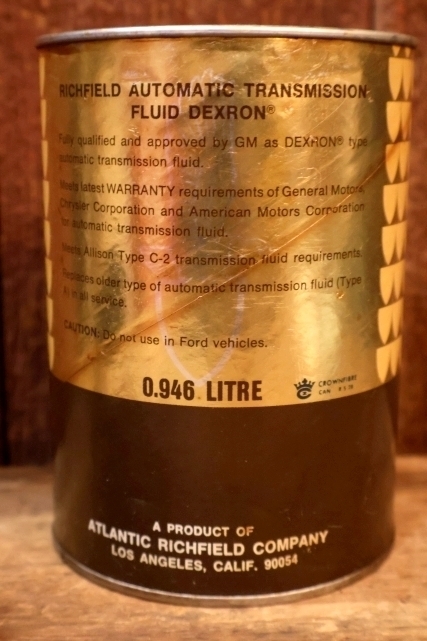 RICHFIELD AUTOMATIC TRANSMISSION
FLUID DEXRON®
Fully qualified and approved by GM as DEXRON® type
automatic transmission fluid.
Meets latest WARRANTY requirements of General Motors,
Chrysler Corporation and American Motors Corporation
for automatic transmission fluid.
Meets Allison Type C-2 transmission fluid requirements.
Replaces older type of automatic transmission fluid (Type
A) in all service.
CAUTION: Do not use in Ford vehicles.
0.946 LITRE
CROWNFIBRE
CAN
A PRODUCT OF
ATLANTIC RICHFIELD COMPANY
LOS ANGELES, CALIF. 90054